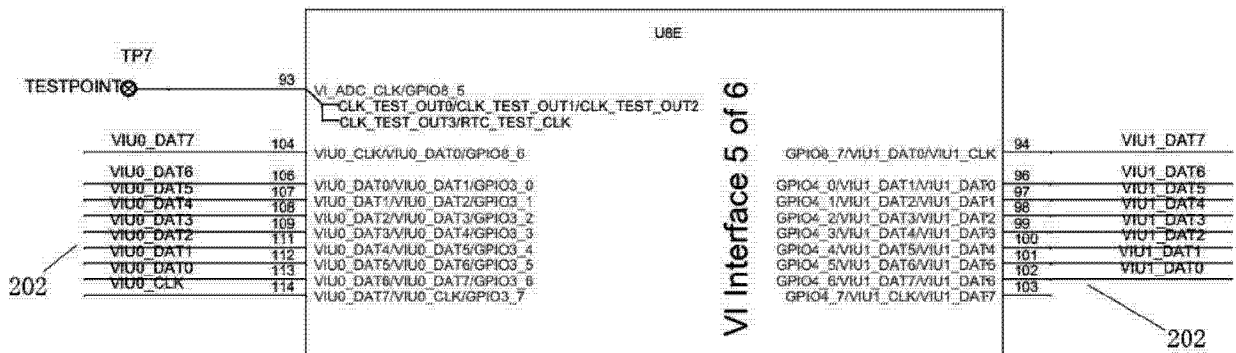 U8E
TP7
TESTPOINT
93
VI_ADC_CLK/GPIO8_5
CLK_TEST_OUT0/CLK_TEST_OUT1/CLK_TEST_OUT2
CLK_TEST_OUT3/RTC_TEST_CLK
VIU0_DAT7 104 VIU0_CLK/VIU0_DAT0/GPIO8_6
VIU0_DAT6 106 VIU0_DAT0/VIU0_DAT1/GPIO3_0
VIU0_DAT5 107 VIU0_DAT1/VIU0_DAT2/GPIO3_1
VIU0_DAT4 108 VIU0_DAT2/VIU0_DAT3/GPIO3_2
VIU0_DAT3 109 VIU0_DAT3/VIU0_DAT4/GPIO3_3
VIU0_DAT2 111 VIU0_DAT4/VIU0_DAT5/GPIO3_4
VIU0_DAT1 112 VIU0_DAT5/VIU0_DAT6/GPIO3_5
VIU0_DAT0 113 VIU0_DAT6/VIU0_DAT7/GPIO3_6
VIU0_CLK 114 VIU0_DAT7/VIU0_CLK/GPIO3_7
202
VI Interface 5 of 6
GPIO8_7/VIU1_DAT0/VIU1_CLK 94 VIU1_DAT7
GPIO4_0/VIU1_DAT1/VIU1_DAT0 96 VIU1_DAT6
GPIO4_1/VIU1_DAT2/VIU1_DAT1 97 VIU1_DAT5
GPIO4_2/VIU1_DAT3/VIU1_DAT2 98 VIU1_DAT4
GPIO4_3/VIU1_DAT4/VIU1_DAT3 99 VIU1_DAT3
GPIO4_4/VIU1_DAT5/VIU1_DAT4 100 VIU1_DAT2
GPIO4_5/VIU1_DAT6/VIU1_DAT5 101 VIU1_DAT1
GPIO4_6/VIU1_DAT7/VIU1_DAT6 102 VIU1_DAT0
GPIO4_7/VIU1_CLK/VIU1_DAT7 103
202